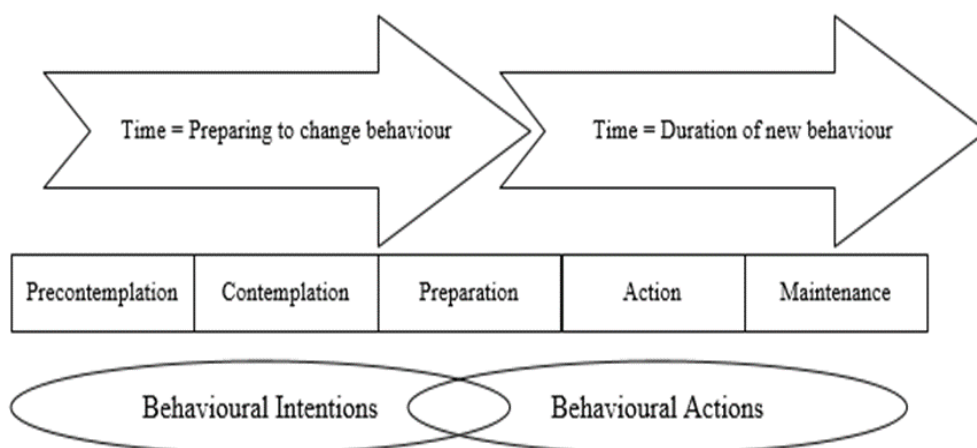 Time = Preparing to change behaviour
Time = Duration of new behaviour
Precontemplation
Contemplation
Preparation
Action
Maintenance
Behavioural Intentions
Behavioural Actions